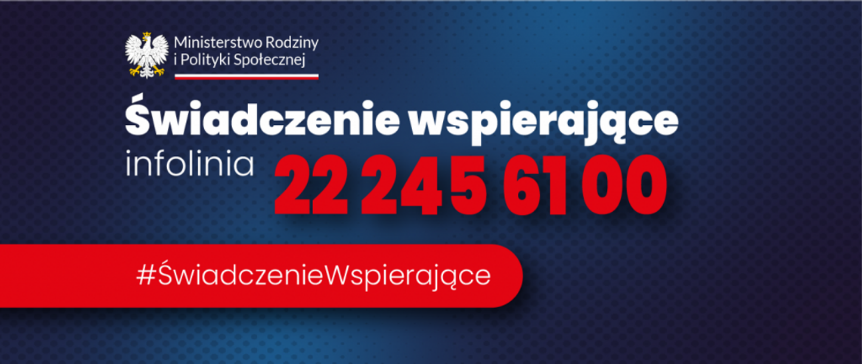 Ministerstwo Rodziny
i Polityki Społecznej
Świadczenie wspierające
infolinia 22 245 61 00
#ŚwiadczenieWspierające